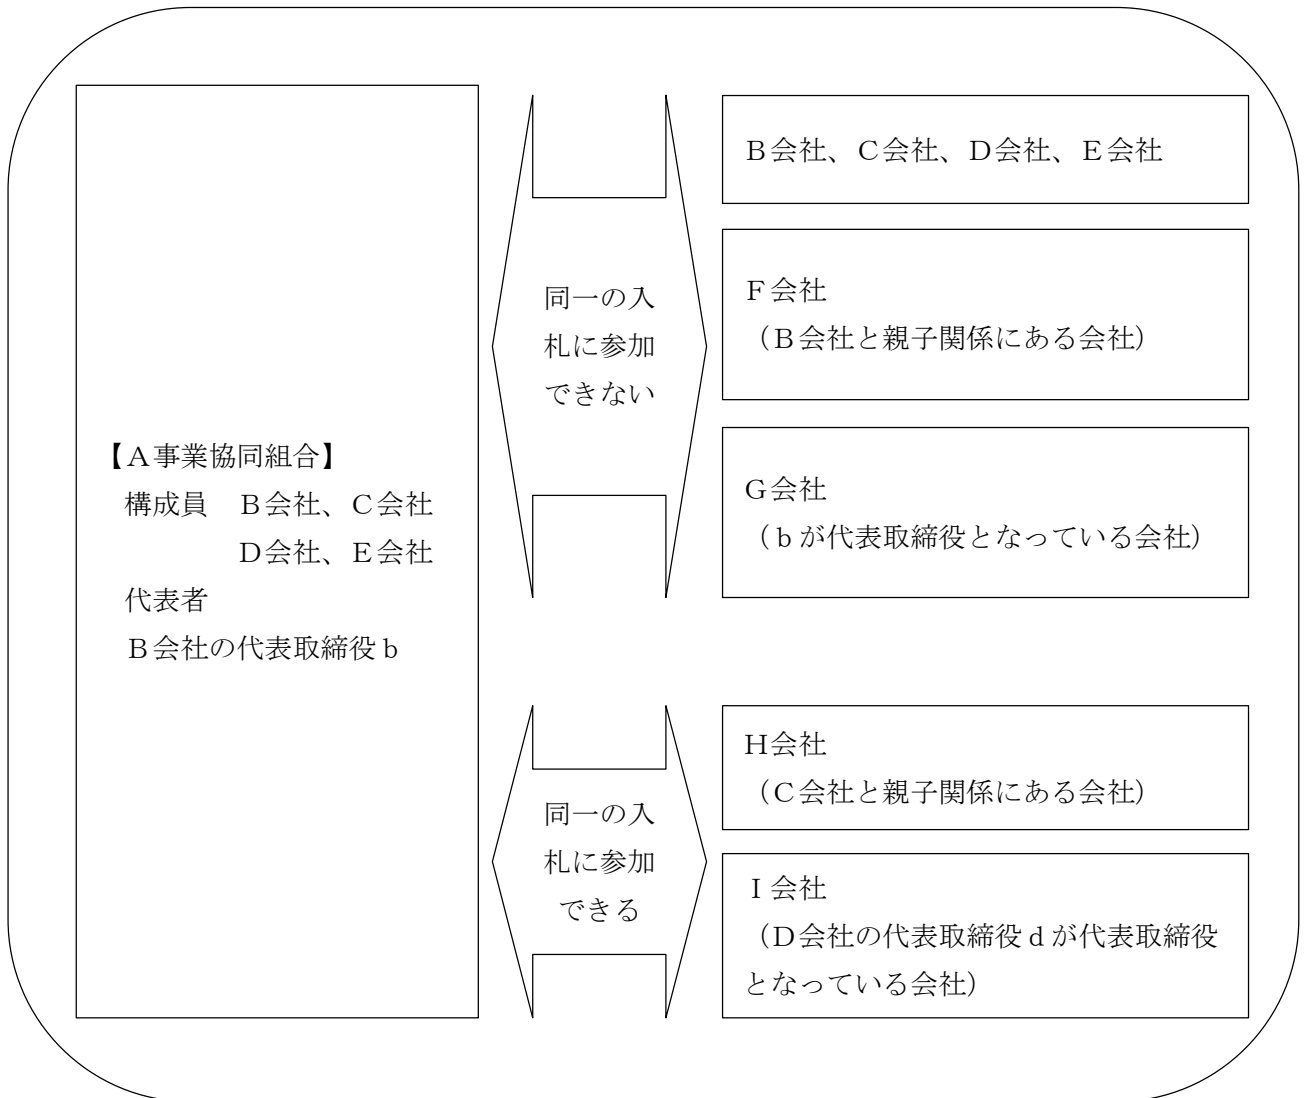 【Ａ事業協同組合】
構成員　Ｂ会社、Ｃ会社
Ｄ会社、Ｅ会社
代表者
Ｂ会社の代表取締役ｂ
同一の入
札に参加
できない
Ｂ会社、Ｃ会社、Ｄ会社、Ｅ会社
Ｆ会社
（Ｂ会社と親子関係にある会社）
Ｇ会社
（ｂが代表取締役となっている会社）
同一の入
札に参加
できる
Ｈ会社
（Ｃ会社と親子関係にある会社）
Ｉ会社
（Ｄ会社の代表取締役ｄが代表取締役
となっている会社）